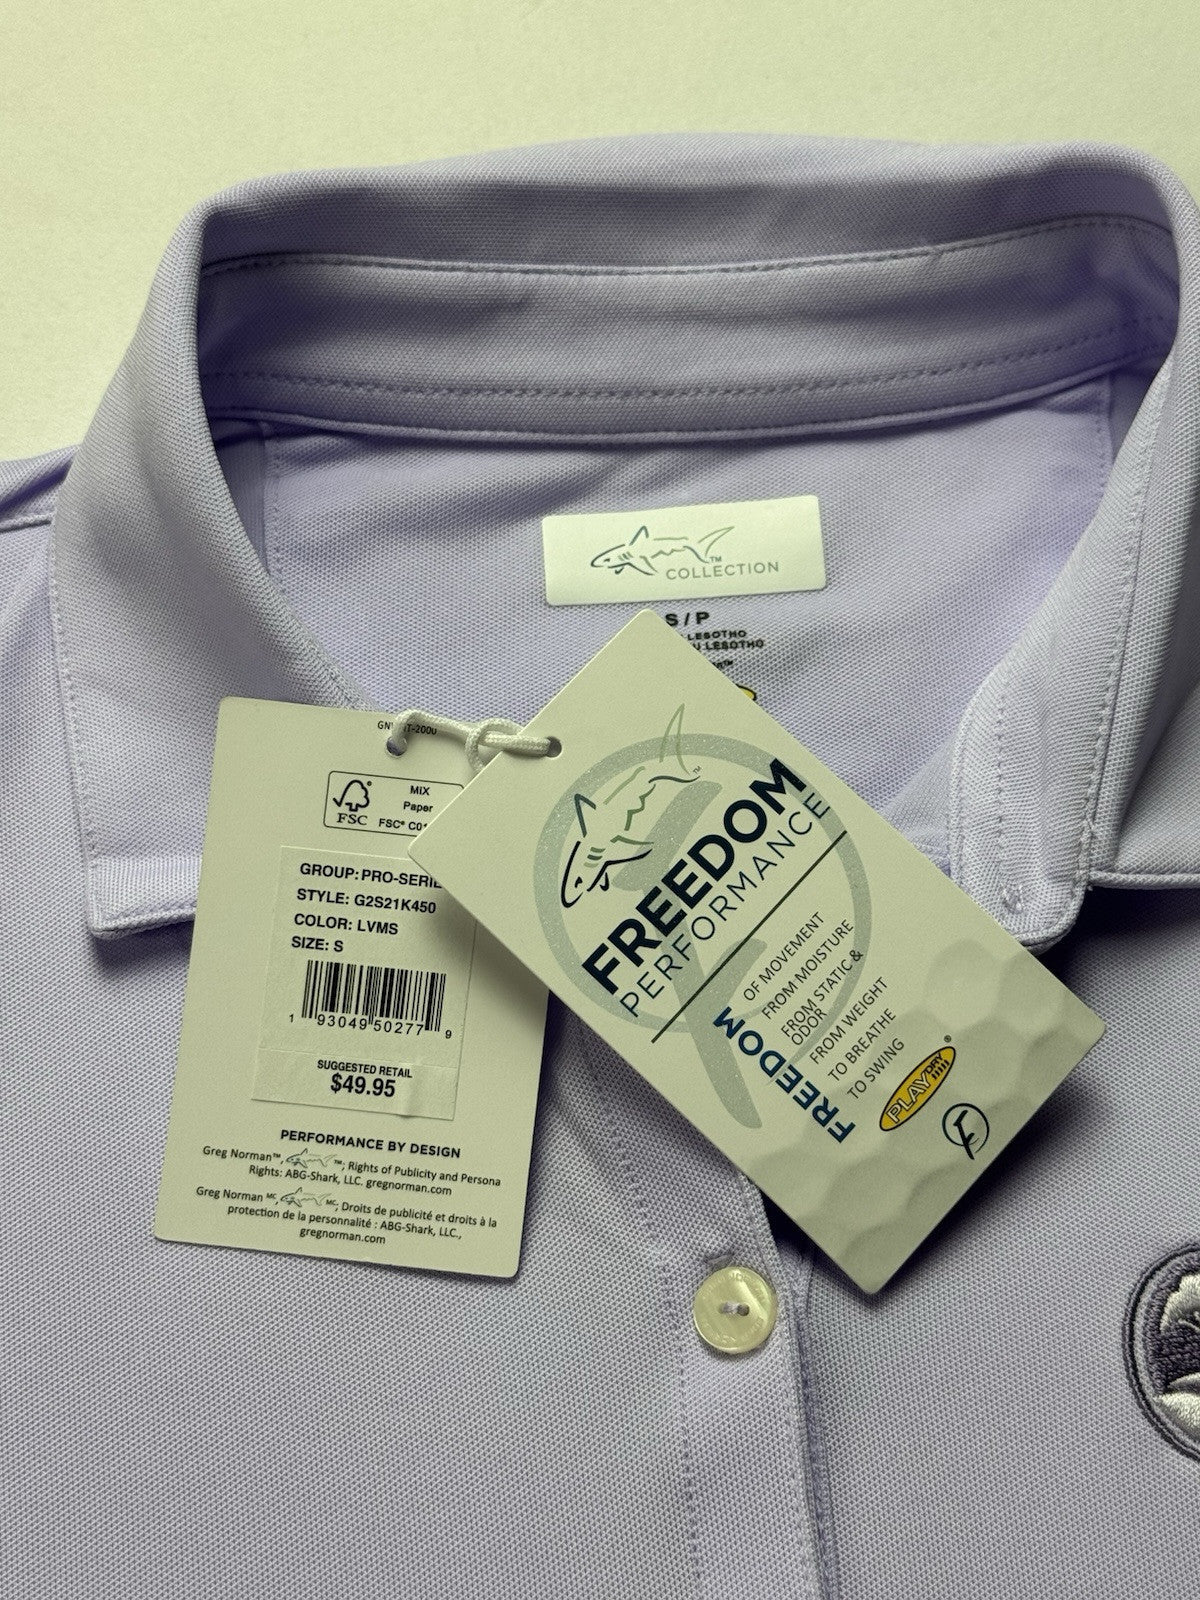 COLLECTION
S / P
LESOTHO
LESOTHO
MIX
Paper
FSC
FSC®
GROUP: PRO-SERIE
STYLE: G2S21K450
COLOR: LVMS
SIZE: S
1 93049 50277 9
SUGGESTED RETAIL
$49.95
PERFORMANCE BY DESIGN
Greg Norman™, ™; Rights of Publicity and Persona
Rights: ABG-Shark, LLC. gregnorman.com
Greg Norman MC, MC; Droits de publicité et droits à la
protection de la personnalité : ABG-Shark, LLC.,
gregnorman.com
FREEDOM
PERFORMANCE
FREEDOM
OF MOVEMENT
FROM MOISTURE
FROM STATIC &
ODOR
FROM WEIGHT
TO BREATHE
TO SWING
PLAY DRY®